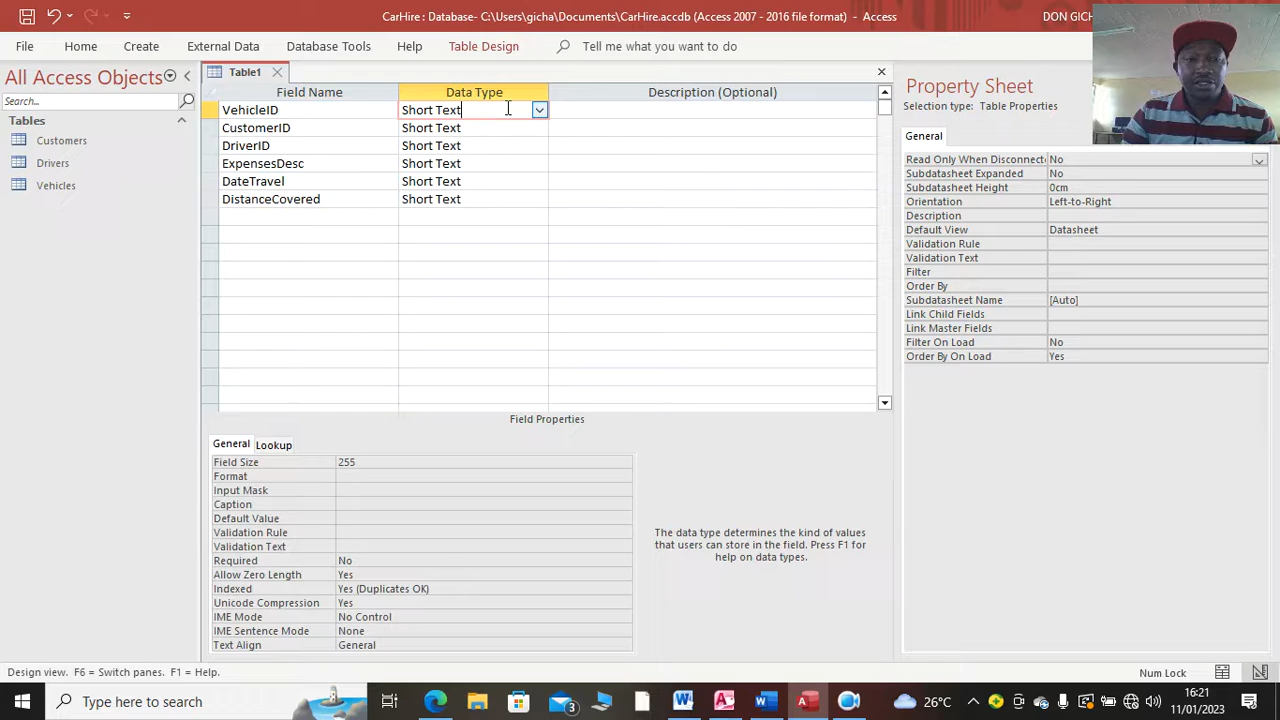 CarHire : Database- C:\Users\gicha\Documents\CarHire.accdb (Access 2007 - 2016 file format) - Access
DON GICH
File Home Create External Data Database Tools Help Table Design Tell me what you want to do
All Access Objects
Search...
Tables
Customers
Drivers
Vehicles
Table1
Field Name Data Type Description (Optional)
VehicleID Short Text
CustomerID Short Text
DriverID Short Text
ExpensesDesc Short Text
DateTravel Short Text
DistanceCovered Short Text
Field Properties
General Lookup
Field Size 255
Format
Input Mask
Caption
Default Value
Validation Rule
Validation Text
Required No
Allow Zero Length Yes
Indexed Yes (Duplicates OK)
Unicode Compression Yes
IME Mode No Control
IME Sentence Mode None
Text Align General
The data type determines the kind of values
that users can store in the field. Press F1 for
help on data types.
Property Sheet
Selection type: Table Properties
General
Read Only When Disconnect No
Subdatasheet Expanded No
Subdatasheet Height 0cm
Orientation Left-to-Right
Description
Default View Datasheet
Validation Rule
Validation Text
Filter
Order By
Subdatasheet Name [Auto]
Link Child Fields
Link Master Fields
Filter On Load No
Order By On Load Yes
Design view. F6 = Switch panes. F1 = Help.
Num Lock
Type here to search
3
26°C
16:21
11/01/2023